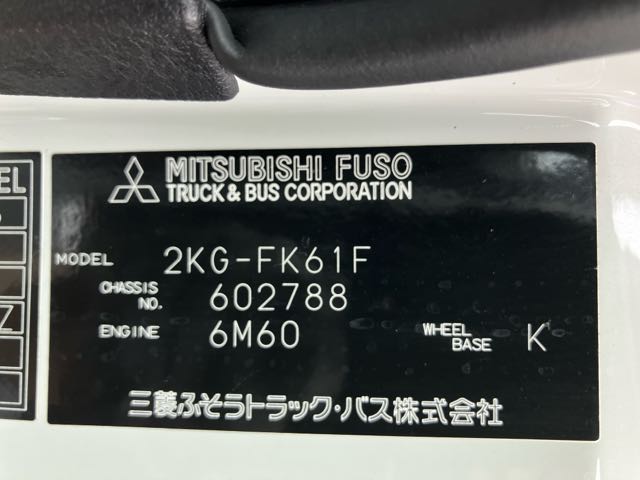 MITSUBISHI FUSO
TRUCK & BUS CORPORATION
MODEL 2KG-FK61F
CHASSIS NO. 602788
ENGINE 6M60 WHEEL BASE K
三菱ふそうトラック・バス株式会社
EL
Z